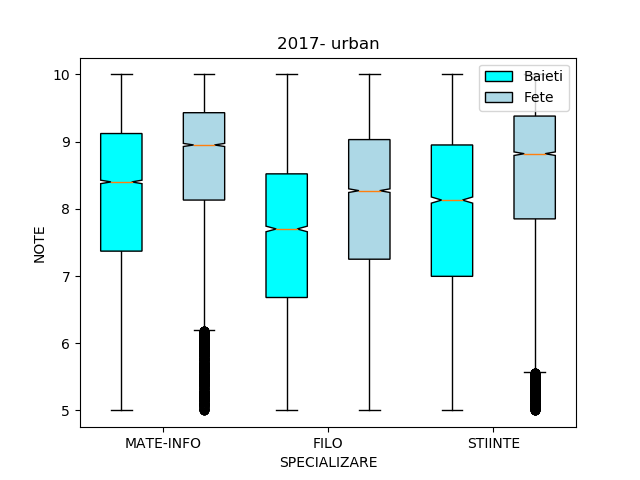 2017- urban
Baieti
Fete
10
9
8
7
6
5
NOTE
MATE-INFO FILO STIINTE
SPECIALIZARE